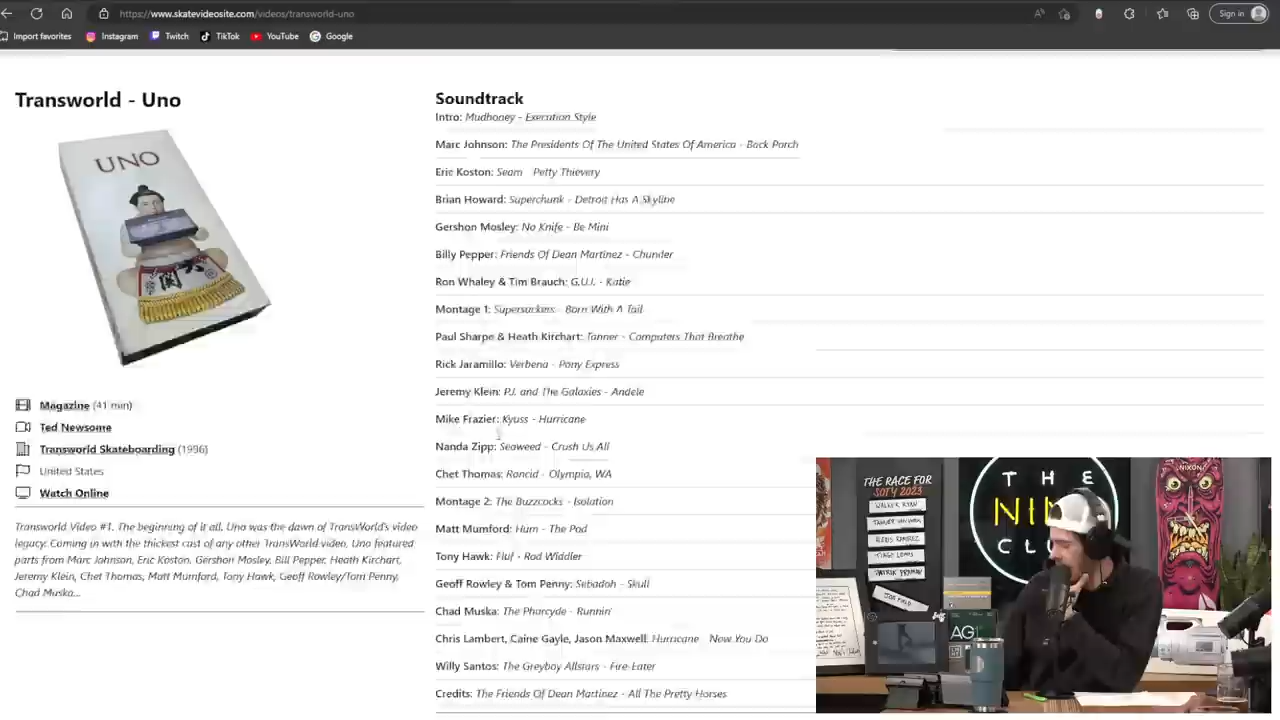 https://www.skatevideosite.com/videos/transworld-uno
Sign in
Import favorites
Instagram
Twitch
TikTok
YouTube
Google
Transworld - Uno
UNO
Magazine (41 min)
Ted Newsome
Transworld Skateboarding (1996)
United States
Watch Online
Transworld Video #1. The beginning of it all. Uno was the dawn of TransWorld's video
legacy. Coming in with the thickest cast of any other TransWorld video, Uno featured
parts from Marc Johnson, Eric Koston, Gershon Mosley, Bill Pepper, Heath Kirchart,
Jeremy Klein, Chet Thomas, Matt Mumford, Tony Hawk, Geoff Rowley/Tom Penny,
Chad Muska...
Soundtrack
Intro: Mudhoney - Execution Style
Marc Johnson: The Presidents Of The United States Of America - Back Porch
Eric Koston: Seam - Petty Thievery
Brian Howard: Superchunk - Detroit Has A Skyline
Gershon Mosley: No Knife - Be Mini
Billy Pepper: Friends Of Dean Martinez - Chunder
Ron Whaley & Tim Brauch: G.U.I. - Katie
Montage 1: Supersuckers - Born With A Tail
Paul Sharpe & Heath Kirchart: Tanner - Computers That Breathe
Rick Jaramillo: Verbena - Pony Express
Jeremy Klein: P.J. and The Galaxies - Andele
Mike Frazier: Kyuss - Hurricane
Nanda Zipp: Seaweed - Crush Us All
Chet Thomas: Rancid - Olympia, WA
Montage 2: The Buzzcocks - Isolation
Matt Mumford: Hum - The Pod
Tony Hawk: Fluf - Rod Widdler
Geoff Rowley & Tom Penny: Sebadoh - Skull
Chad Muska: The Pharcyde - Runnin'
Chris Lambert, Caine Gayle, Jason Maxwell: Hurricane - Now You Do
Willy Santos: The Greyboy Allstars - Fire-Eater
Credits: The Friends Of Dean Martinez - All The Pretty Horses
THE RACE FOR
SOTY 2023
WALKER RYAN
TIAGO LEMOS
THE
NIN
CLU
NIXON
AG